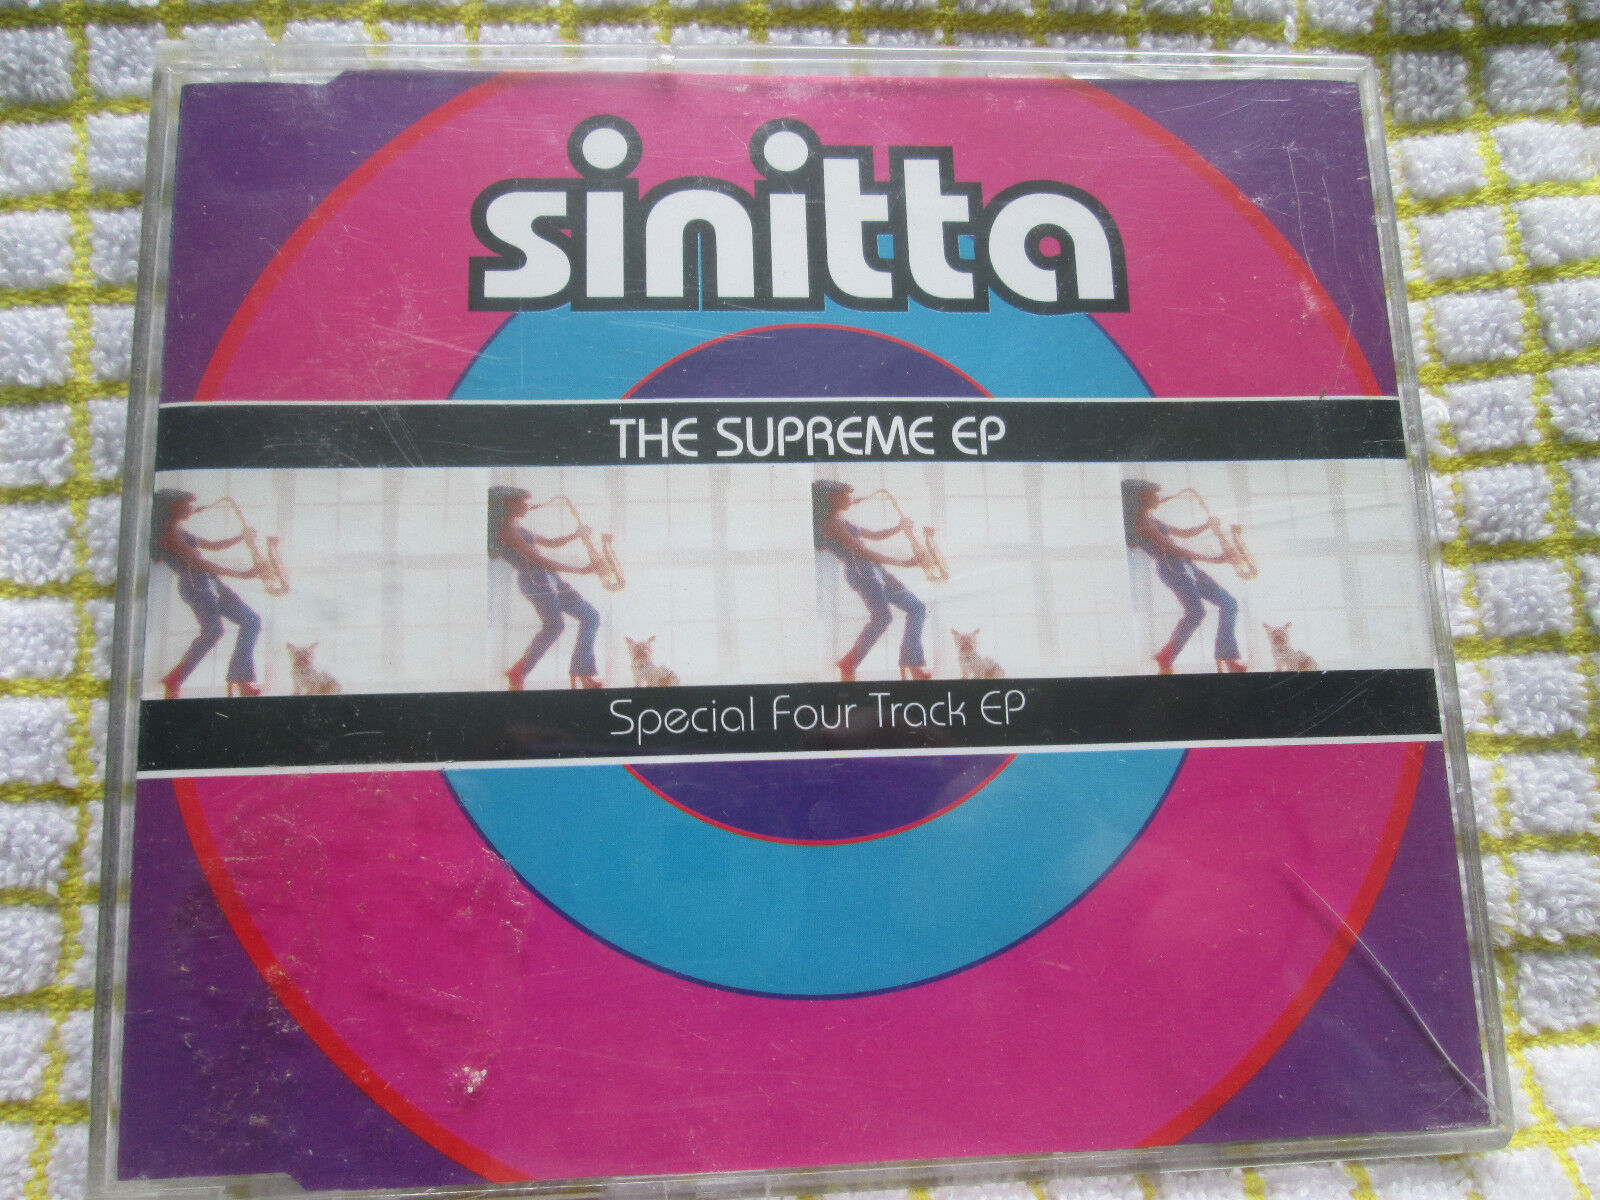 sinitta
THE SUPREME EP
Special Four Track EP